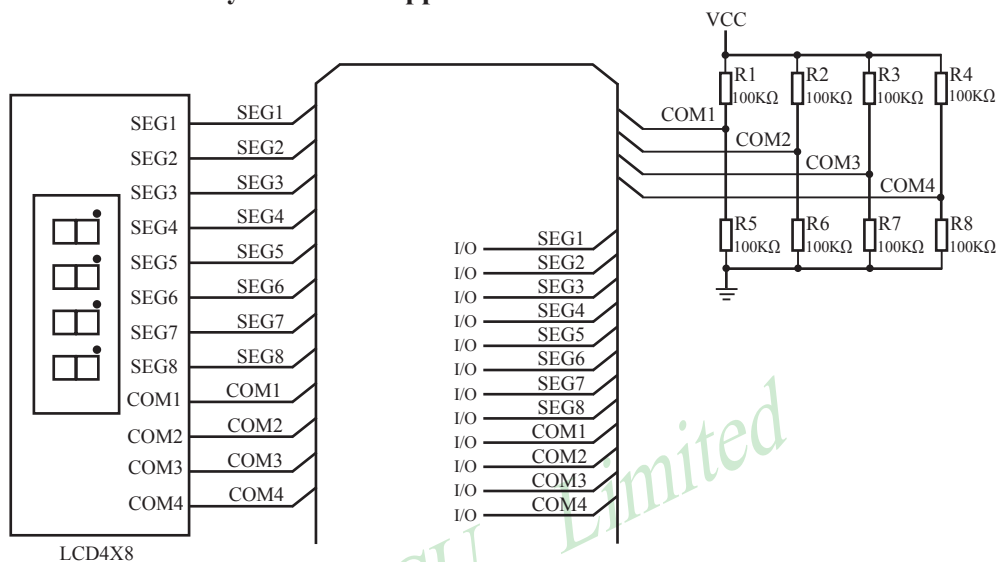 VCC
R1 R2 R3 R4
100KΩ 100KΩ 100KΩ 100KΩ
COM1
COM2
COM3
COM4
R5 R6 R7 R8
100KΩ 100KΩ 100KΩ 100KΩ
SEG1 SEG1
SEG2 SEG2
SEG3 SEG3
SEG4 SEG4
SEG5 SEG5
SEG6 SEG6
SEG7 SEG7
SEG8 SEG8
COM1 COM1
COM2 COM2
COM3 COM3
COM4 COM4
LCD4X8
I/O SEG1
I/O SEG2
I/O SEG3
I/O SEG4
I/O SEG5
I/O SEG6
I/O SEG7
I/O SEG8
I/O COM1
I/O COM2
I/O COM3
I/O COM4
Limited